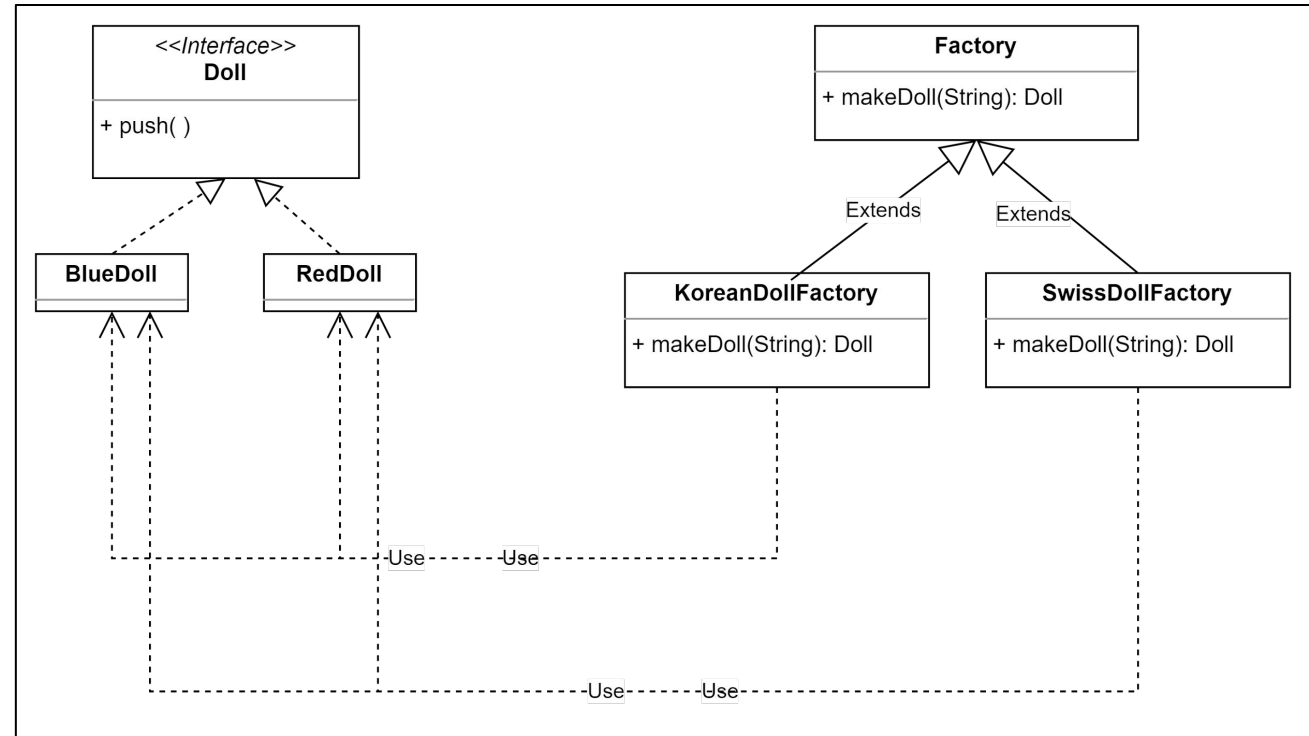 <<Interface>>
Doll
+ push( )
Factory
+ makeDoll(String): Doll
Extends
Extends
BlueDoll
RedDoll
KoreanDollFactory
+ makeDoll(String): Doll
SwissDollFactory
+ makeDoll(String): Doll
Use
Use
Use
Use